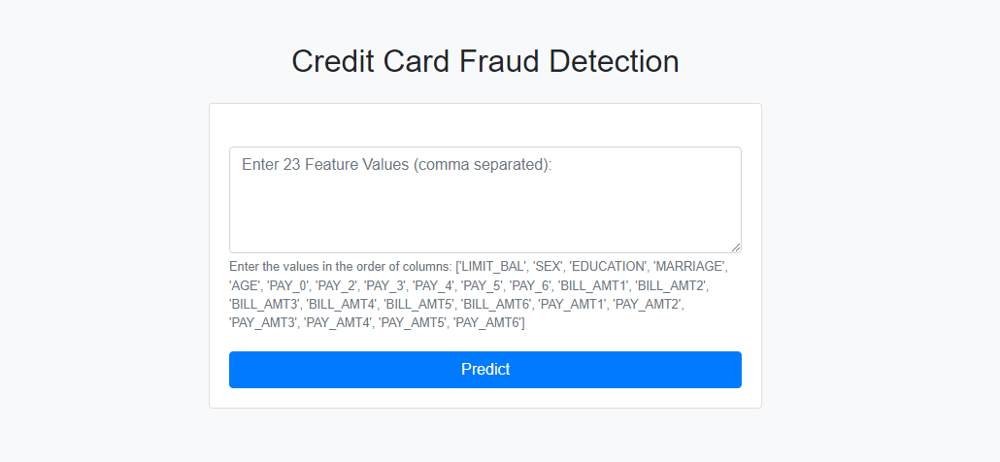 Credit Card Fraud Detection
Enter 23 Feature Values (comma separated):
Enter the values in the order of columns: ['LIMIT_BAL', 'SEX', 'EDUCATION', 'MARRIAGE',
'AGE', 'PAY_0', 'PAY_2', 'PAY_3', 'PAY_4', 'PAY_5', 'PAY_6', 'BILL_AMT1', 'BILL_AMT2',
'BILL_AMT3', 'BILL_AMT4', 'BILL_AMT5', 'BILL_AMT6', 'PAY_AMT1', 'PAY_AMT2',
'PAY_AMT3', 'PAY_AMT4', 'PAY_AMT5', 'PAY_AMT6']
Predict